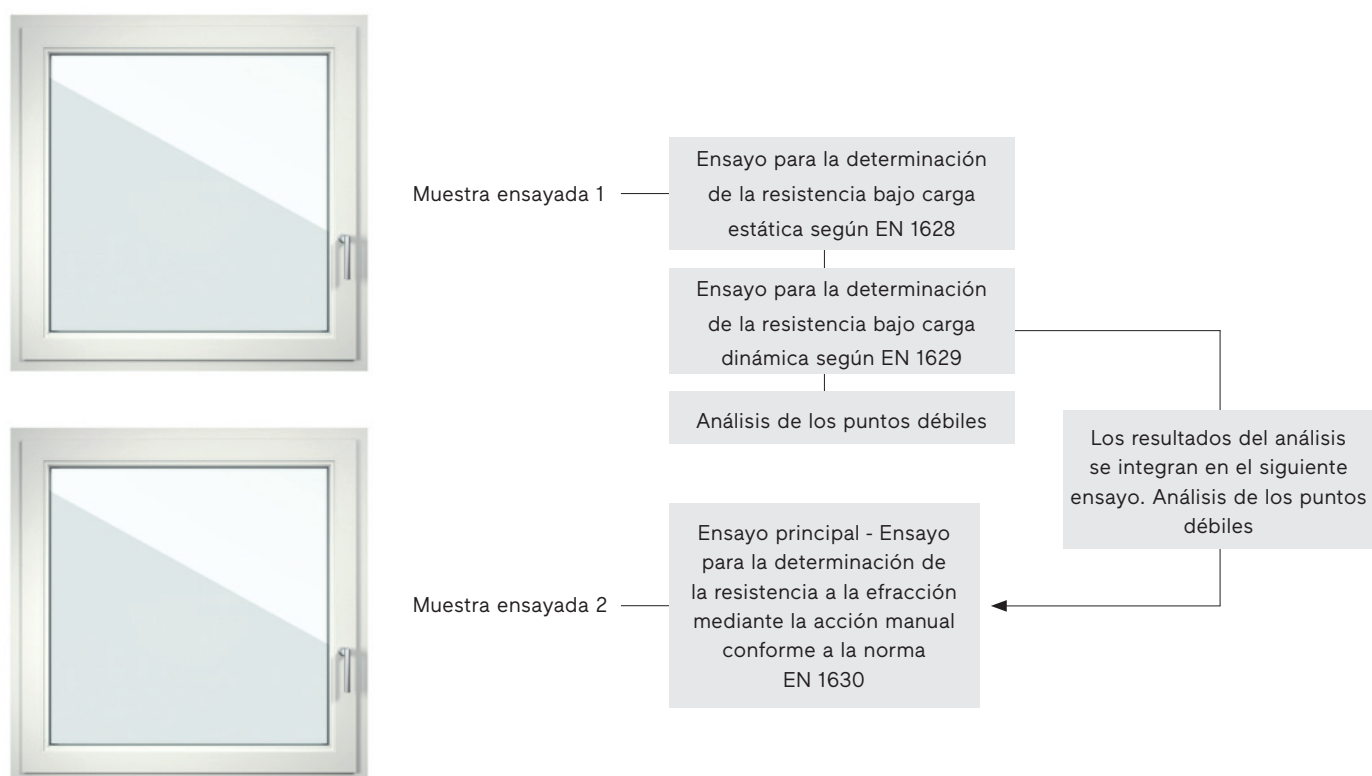 Muestra ensayada 1
Ensayo para la determinación
de la resistencia bajo carga
estática según EN 1628
Ensayo para la determinación
de la resistencia bajo carga
dinámica según EN 1629
Análisis de los puntos débiles
Los resultados del análisis
se integran en el siguiente
ensayo. Análisis de los puntos
débiles
Muestra ensayada 2
Ensayo principal - Ensayo
para la determinación de
la resistencia a la efracción
mediante la acción manual
conforme a la norma
EN 1630